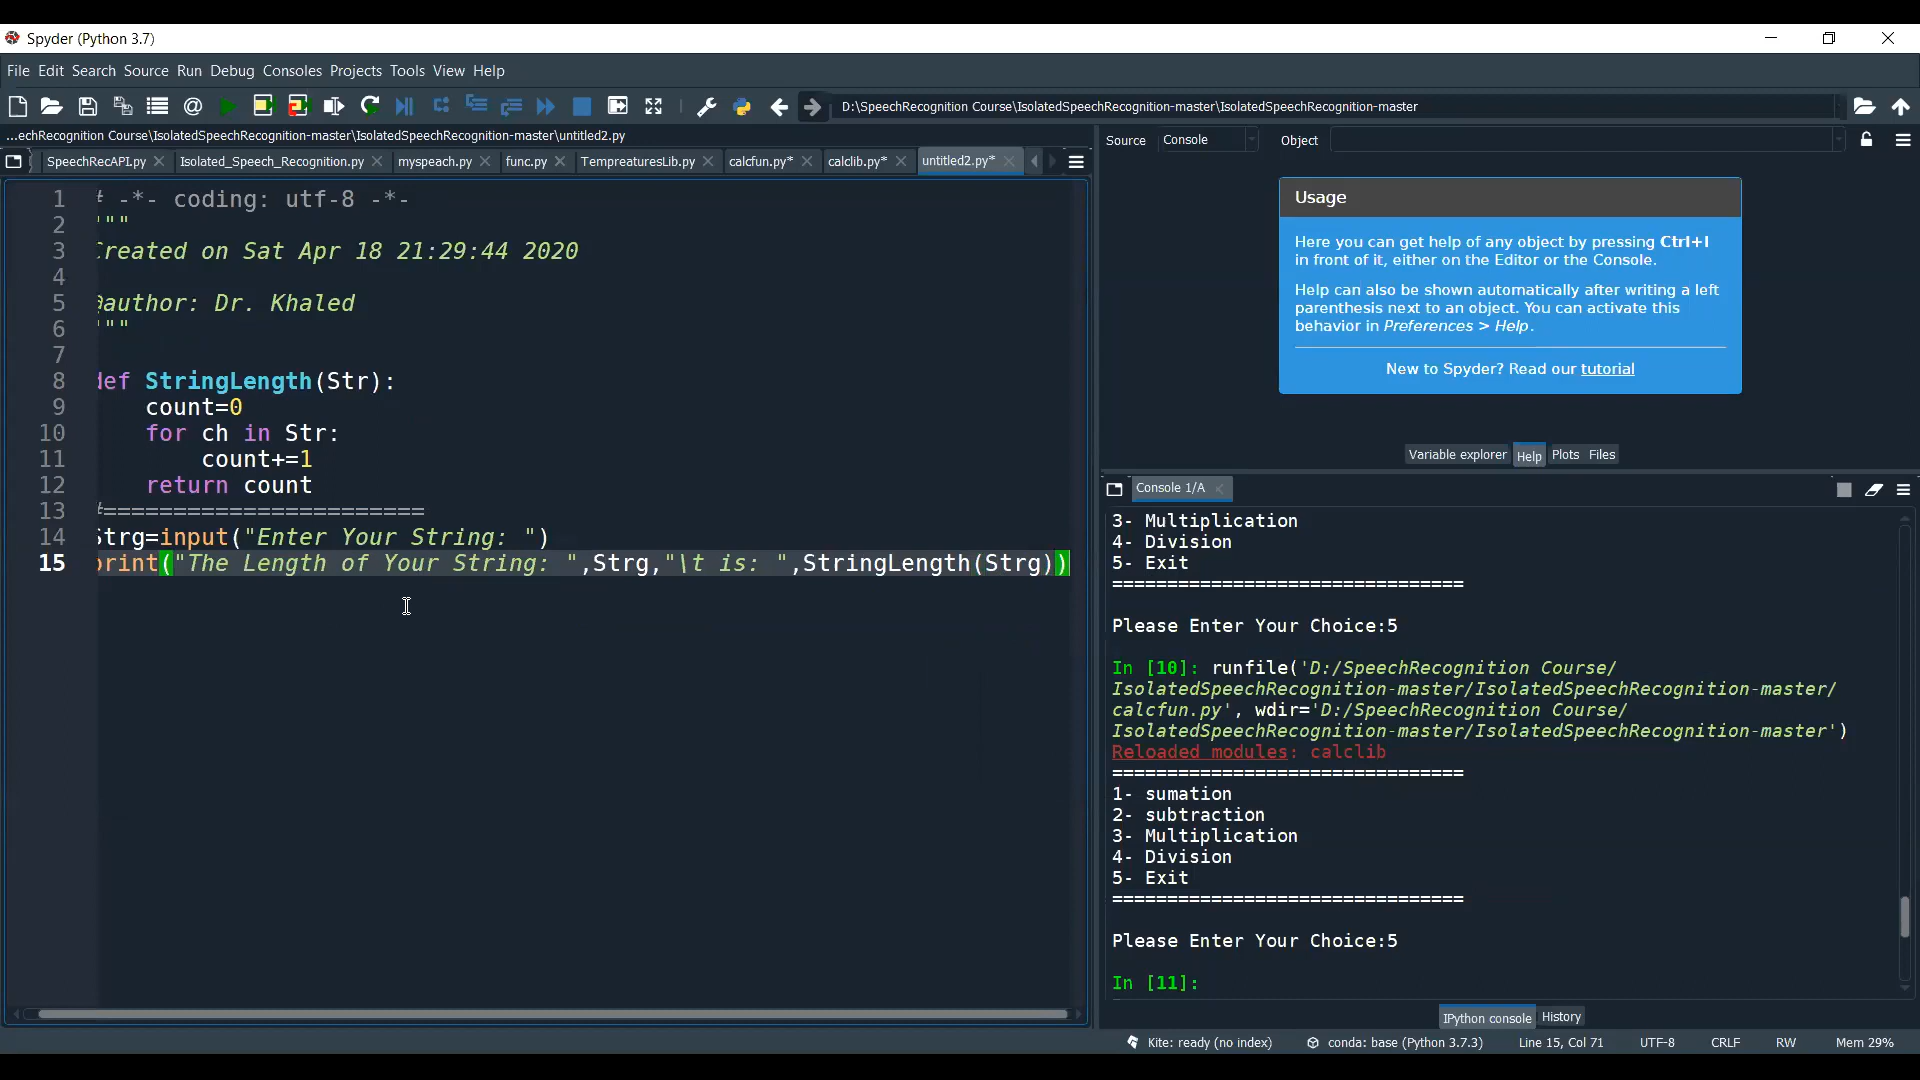 Spyder (Python 3.7)
File Edit Search Source Run Debug Consoles Projects Tools View Help
D:\SpeechRecognition Course\IsolatedSpeechRecognition-master\IsolatedSpeechRecognition-master
...echRecognition Course\IsolatedSpeechRecognition-master\IsolatedSpeechRecognition-master\untitled2.py
SpeechRecAPI.py Isolated_Speech_Recognition.py myspeach.py func.py TempreaturesLib.py calcfun.py* calclib.py* untitled2.py*
1 # -*- coding: utf-8 -*-
2 """
3 Created on Sat Apr 18 21:29:44 2020
4
5 @author: Dr. Khaled
6 """
7
8 def StringLength(Str):
9 count=0
10 for ch in Str:
11 count+=1
12 return count
13 #=======================
14 Strg=input("Enter Your String: ")
15 print("The Length of Your String: ",Strg,"\t is: ",StringLength(Strg))
Source Console Object
Usage
Here you can get help of any object by pressing Ctrl+I
in front of it, either on the Editor or the Console.
Help can also be shown automatically after writing a left
parenthesis next to an object. You can activate this
behavior in Preferences > Help.
New to Spyder? Read our tutorial
Variable explorer Help Plots Files
Console 1/A
3- Multiplication
4- Division
5- Exit
================================
Please Enter Your Choice:5
In [10]: runfile('D:/SpeechRecognition Course/
IsolatedSpeechRecognition-master/IsolatedSpeechRecognition-master/
calcfun.py', wdir='D:/SpeechRecognition Course/
IsolatedSpeechRecognition-master/IsolatedSpeechRecognition-master')
Reloaded modules: calclib
================================
1- sumation
2- subtraction
3- Multiplication
4- Division
5- Exit
================================
Please Enter Your Choice:5
In [11]:
IPython console History
Kite: ready (no index) conda: base (Python 3.7.3) Line 15, Col 71 UTF-8 CRLF RW Mem 29%